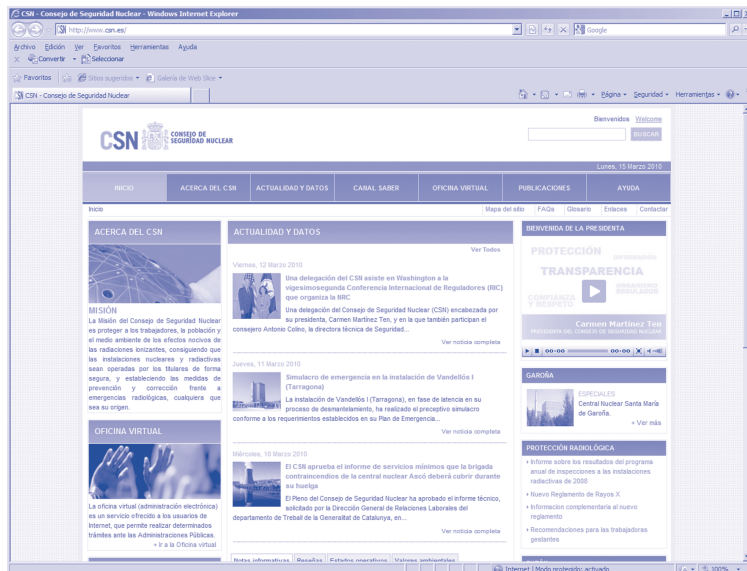 CSN - Consejo de Seguridad Nuclear - Windows Internet Explorer
http://www.csn.es/
Google
Archivo Edición Ver Favoritos Herramientas Ayuda
Convertir Seleccionar
Favoritos Sitios sugeridos Galería de Web Slice
CSN - Consejo de Seguridad Nuclear
Página Seguridad Herramientas
CSN CONSEJO DE
SEGURIDAD NUCLEAR
Bienvenidos Welcome
BUSCAR
Lunes, 15 Marzo 2010
INICIO ACERCA DEL CSN ACTUALIDAD Y DATOS CANAL SABER OFICINA VIRTUAL PUBLICACIONES AYUDA
Inicio
Mapa del sitio FAQs Glosario Enlaces Contactar
ACERCA DEL CSN
MISIÓN
La Misión del Consejo de Seguridad Nuclear
es proteger a los trabajadores, la población y
el medio ambiente de los efectos nocivos de
las radiaciones ionizantes, consiguiendo que
las instalaciones nucleares y radiactivas
sean operadas por los titulares de forma
segura, y estableciendo las medidas de
prevención y corrección frente a
emergencias radiológicas, cualquiera que
sea su origen.
OFICINA VIRTUAL
La oficina virtual (administración electrónica)
es un servicio ofrecido a los usuarios de
Internet, que permite realizar determinados
trámites ante las Administraciones Públicas.
» Ir a la Oficina virtual
ACTUALIDAD Y DATOS
Ver Todos
Viernes, 12 Marzo 2010
Una delegación del CSN asiste en Washington a la
vigesimosegunda Conferencia Internacional de Reguladores (RIC)
que organiza la NRC
Una delegación del Consejo de Seguridad Nuclear (CSN) encabezada por
su presidenta, Carmen Martínez Ten, y en la que también participan el
consejero Antonio Colino, la directora técnica de Seguridad...
Ver noticia completa
Jueves, 11 Marzo 2010
Simulacro de emergencia en la instalación de Vandellós I
(Tarragona)
La instalación de Vandellós I (Tarragona), en fase de latencia en su
proceso de desmantelamiento, ha realizado el preceptivo simulacro
conforme a los requerimientos establecidos en su Plan de Emergencia...
Ver noticia completa
Miércoles, 10 Marzo 2010
El CSN aprueba el informe de servicios mínimos que la brigada
contraincendios de la central nuclear Ascó deberá cubrir durante
su huelga
El Pleno del Consejo de Seguridad Nuclear ha aprobado el informe técnico,
solicitado por la Dirección General de Relaciones Laborales del
departamento de Treball de la Generalitat de Catalunya, en...
Ver noticia completa
Notas informativas Reseñas Estados operativos Valores ambientales
BIENVENIDA DE LA PRESIDENTA
PROTECCIÓN
TRANSPARENCIA
ORGANISMO
REGULADOR
CONFIANZA
Y RESPETO
Carmen Martínez Ten
PRESIDENTA DEL CONSEJO DE SEGURIDAD NUCLEAR
00:00 00:00
GAROÑA
ESPECIALES
Central Nuclear Santa María
de Garoña.
» Ver más
PROTECCIÓN RADIOLÓGICA
Informe sobre los resultados del programa
anual de inspecciones a las instalaciones
radiactivas de 2008
Nuevo Reglamento de Rayos X
Informacion complementaria al nuevo
reglamento
Recomendaciones para las trabajadoras
gestantes
Internet | Modo protegido: activado 100%